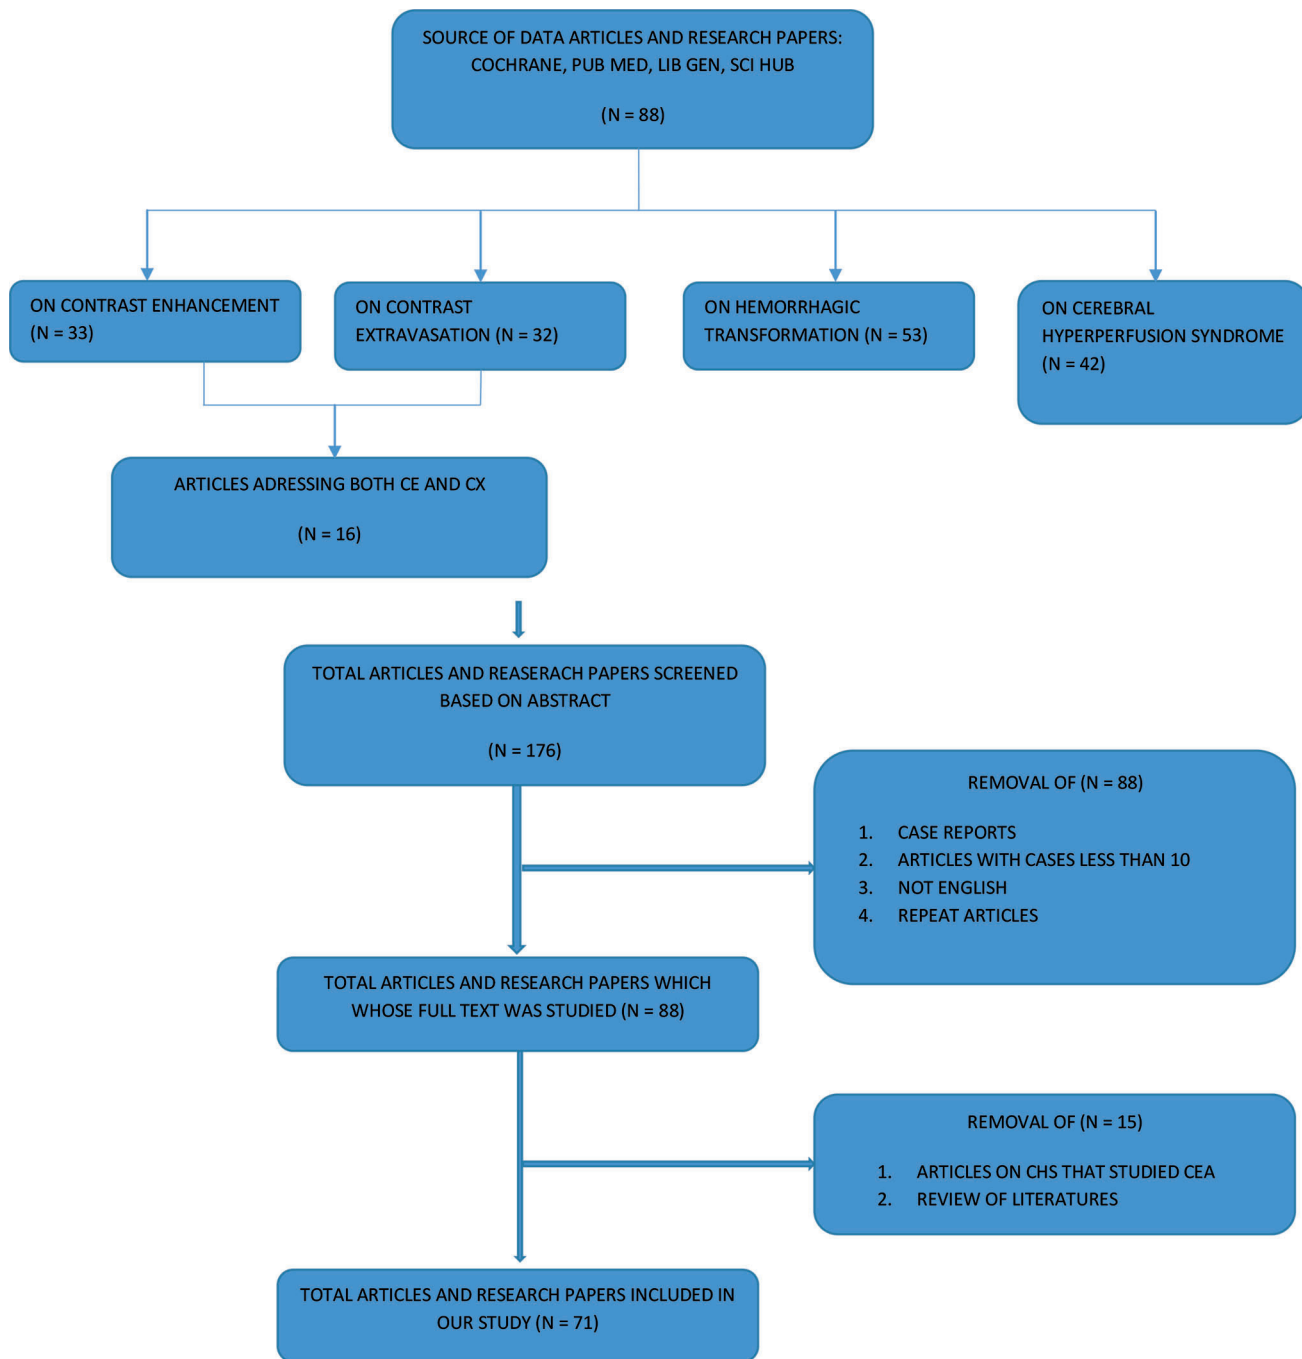 SOURCE OF DATA ARTICLES AND RESEARCH PAPERS:
COCHRANE, PUB MED, LIB GEN, SCI HUB
(N = 88)
ON CONTRAST ENHANCEMENT
(N = 33)
ON CONTRAST
EXTRAVASATION (N = 32)
ON HEMORRHAGIC
TRANSFORMATION (N = 53)
ON CEREBRAL
HYPERPERFUSION SYNDROME
(N = 42)
ARTICLES ADRESSING BOTH CE AND CX
(N = 16)
TOTAL ARTICLES AND REASERACH PAPERS SCREENED
BASED ON ABSTRACT
(N = 176)
REMOVAL OF (N = 88)
1. CASE REPORTS
2. ARTICLES WITH CASES LESS THAN 10
3. NOT ENGLISH
4. REPEAT ARTICLES
TOTAL ARTICLES AND RESEARCH PAPERS WHICH
WHOSE FULL TEXT WAS STUDIED (N = 88)
REMOVAL OF (N = 15)
1. ARTICLES ON CHS THAT STUDIED CEA
2. REVIEW OF LITERATURES
TOTAL ARTICLES AND RESEARCH PAPERS INCLUDED IN
OUR STUDY (N = 71)